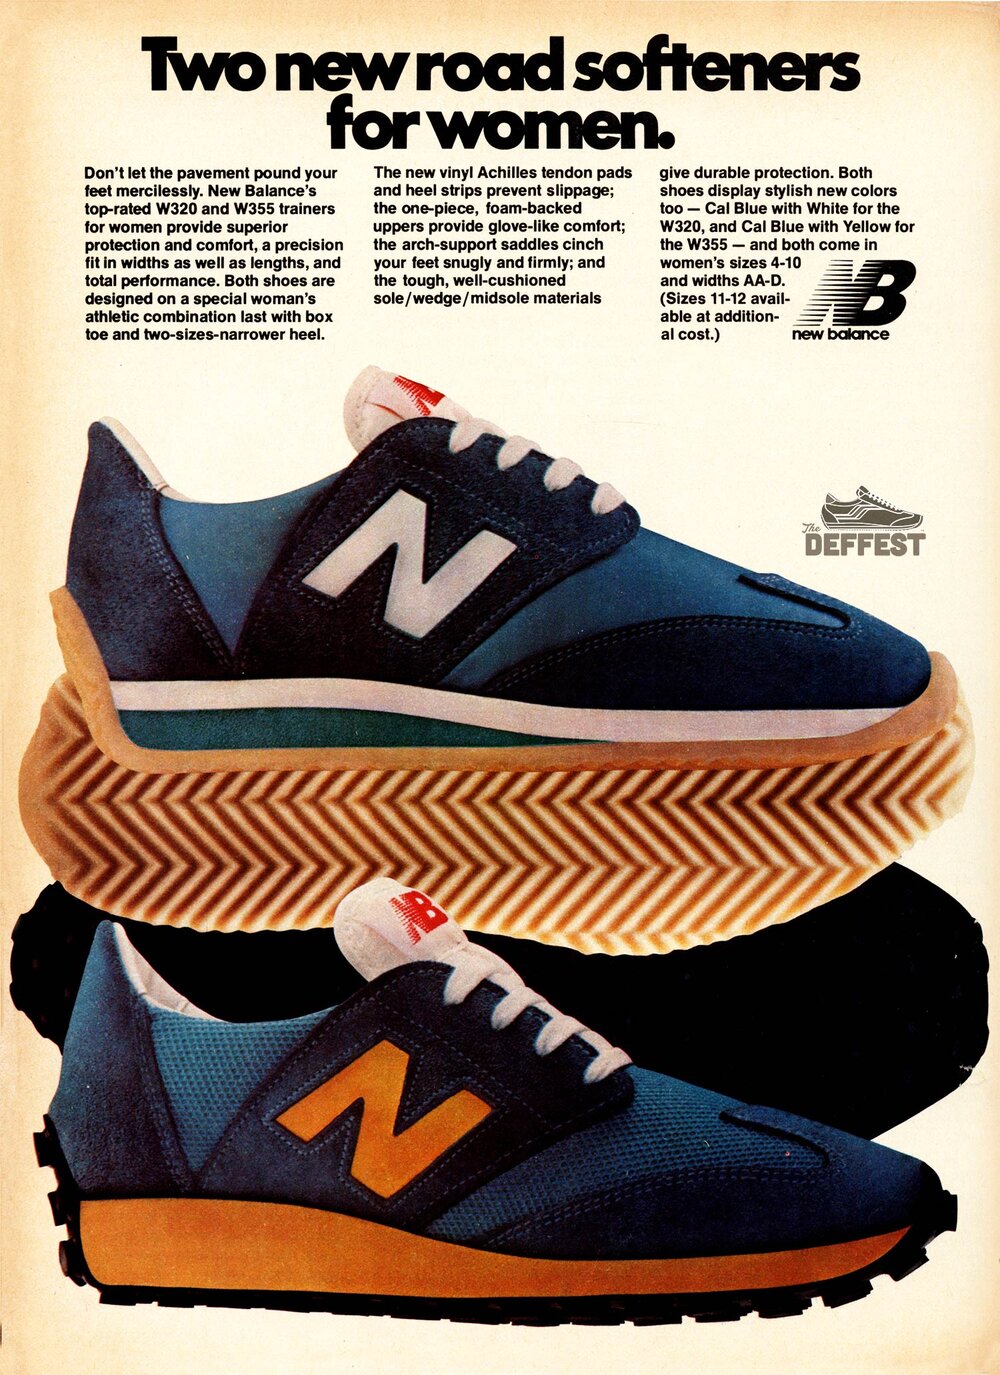 Two new road softeners
for women.
Don't let the pavement pound your
feet mercilessly. New Balance's
top-rated W320 and W355 trainers
for women provide superior
protection and comfort, a precision
fit in widths as well as lengths, and
total performance. Both shoes are
designed on a special woman's
athletic combination last with box
toe and two-sizes-narrower heel.
The new vinyl Achilles tendon pads
and heel strips prevent slippage;
the one-piece, foam-backed
uppers provide glove-like comfort;
the arch-support saddles cinch
your feet snugly and firmly; and
the tough, well-cushioned
sole/wedge/midsole materials
give durable protection. Both
shoes display stylish new colors
too — Cal Blue with White for the
W320, and Cal Blue with Yellow for
the W355 — and both come in
women's sizes 4-10
and widths AA-D.
(Sizes 11-12 avail-
able at addition-
al cost.)
NB
new balance
N
The
DEFFEST
B
N